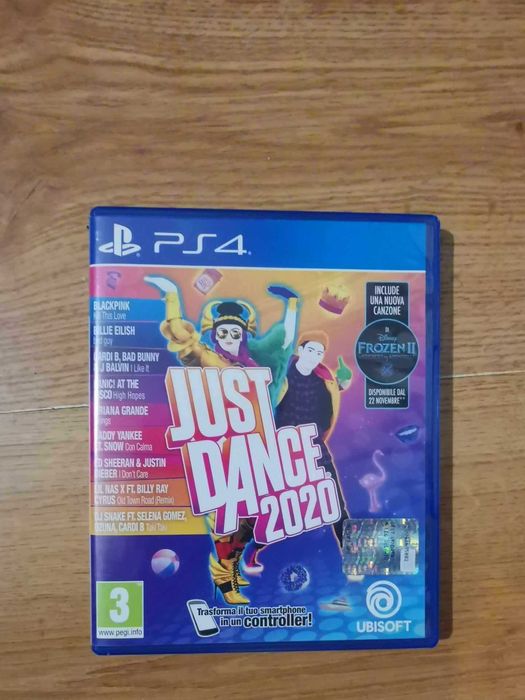 PS4
BLACKPINK
Kill This Love
BILLIE EILISH
bad guy
CARDI B, BAD BUNNY
& J BALVIN I Like It
PANIC! AT THE
DISCO High Hopes
ARIANA GRANDE
7 rings
DADDY YANKEE
FT. SNOW Con Calma
ED SHEERAN & JUSTIN
BIEBER I Don't Care
LIL NAS X FT. BILLY RAY
CYRUS Old Town Road (Remix)
DJ SNAKE FT. SELENA GOMEZ,
OZUNA, CARDI B Taki Taki
INCLUDE
UNA NUOVA
CANZONE
DI
Disney
FROZEN II
DISPONIBILE DAL
22 NOVEMBRE**
JUST
DANCE
2020
3
www.pegi.info
Trasforma il tuo smartphone
in un controller!
UBISOFT